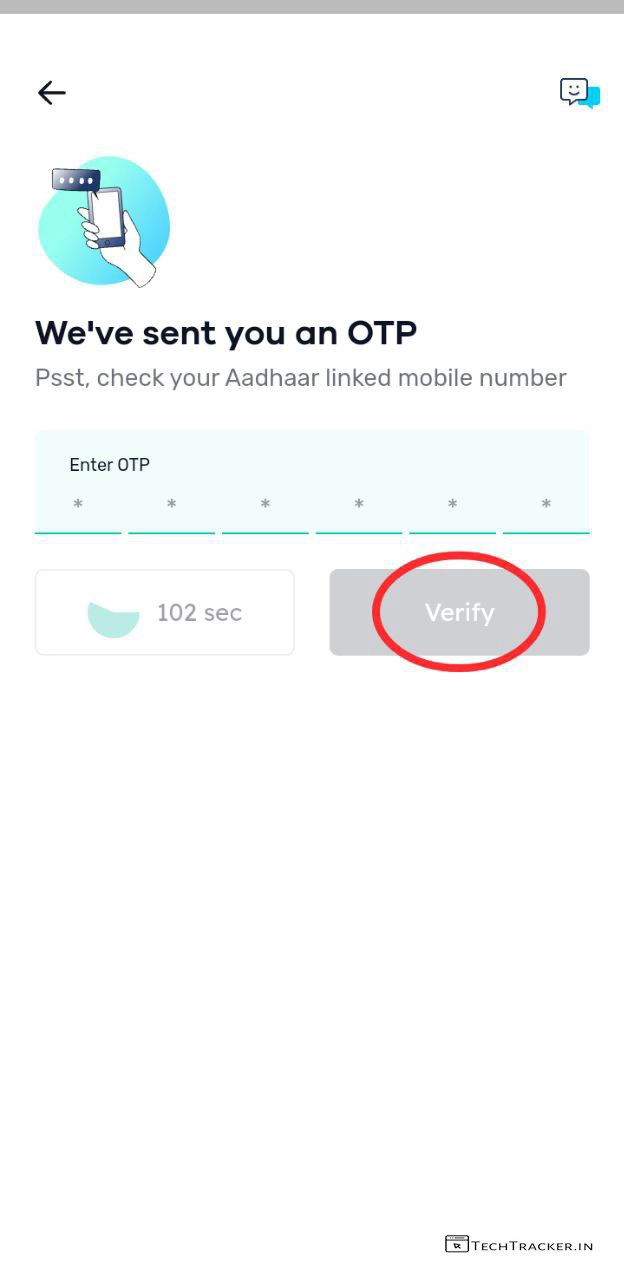 We've sent you an OTP
Psst, check your Aadhaar linked mobile number
Enter OTP
* * * * * *
102 sec
Verify
TechTracker.in